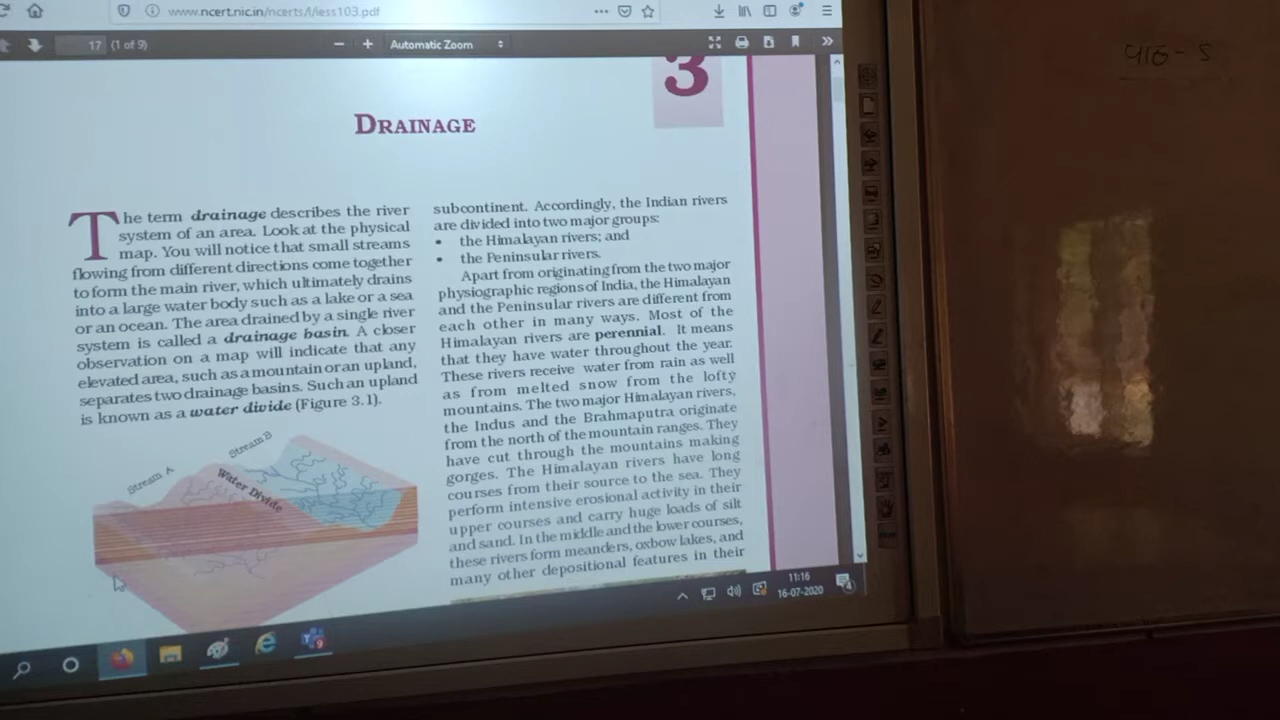 www.ncert.nic.in/ncerts/l/iess103.pdf
17 (1 of 9)
Automatic Zoom
3
DRAINAGE
The term drainage describes the river
system of an area. Look at the physical
map. You will notice that small streams
flowing from different directions come together
to form the main river, which ultimately drains
into a large water body such as a lake or a sea
or an ocean. The area drained by a single river
system is called a drainage basin. A closer
observation on a map will indicate that any
elevated area, such as a mountain or an upland,
separates two drainage basins. Such an upland
is known as a water divide (Figure 3.1).
Stream A
Stream B
Water Divide
subcontinent. Accordingly, the Indian rivers
are divided into two major groups:
• the Himalayan rivers; and
• the Peninsular rivers.
Apart from originating from the two major
physiographic regions of India, the Himalayan
and the Peninsular rivers are different from
each other in many ways. Most of the
Himalayan rivers are perennial. It means
that they have water throughout the year.
These rivers receive water from rain as well
as from melted snow from the lofty
mountains. The two major Himalayan rivers,
the Indus and the Brahmaputra originate
from the north of the mountain ranges. They
have cut through the mountains making
gorges. The Himalayan rivers have long
courses from their source to the sea. They
perform intensive erosional activity in their
upper courses and carry huge loads of silt
and sand. In the middle and the lower courses,
these rivers form meanders, oxbow lakes, and
many other depositional features in their
11:16
16-07-2020
4
9
पाठ-5